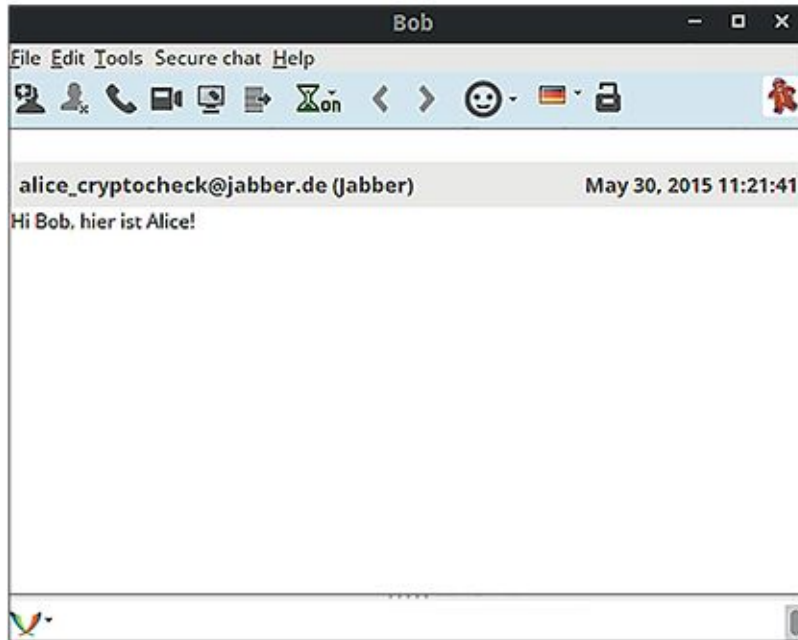 Bob
File Edit Tools Secure chat Help
on
alice_cryptocheck@jabber.de (Jabber) May 30, 2015 11:21:41
Hi Bob, hier ist Alice!